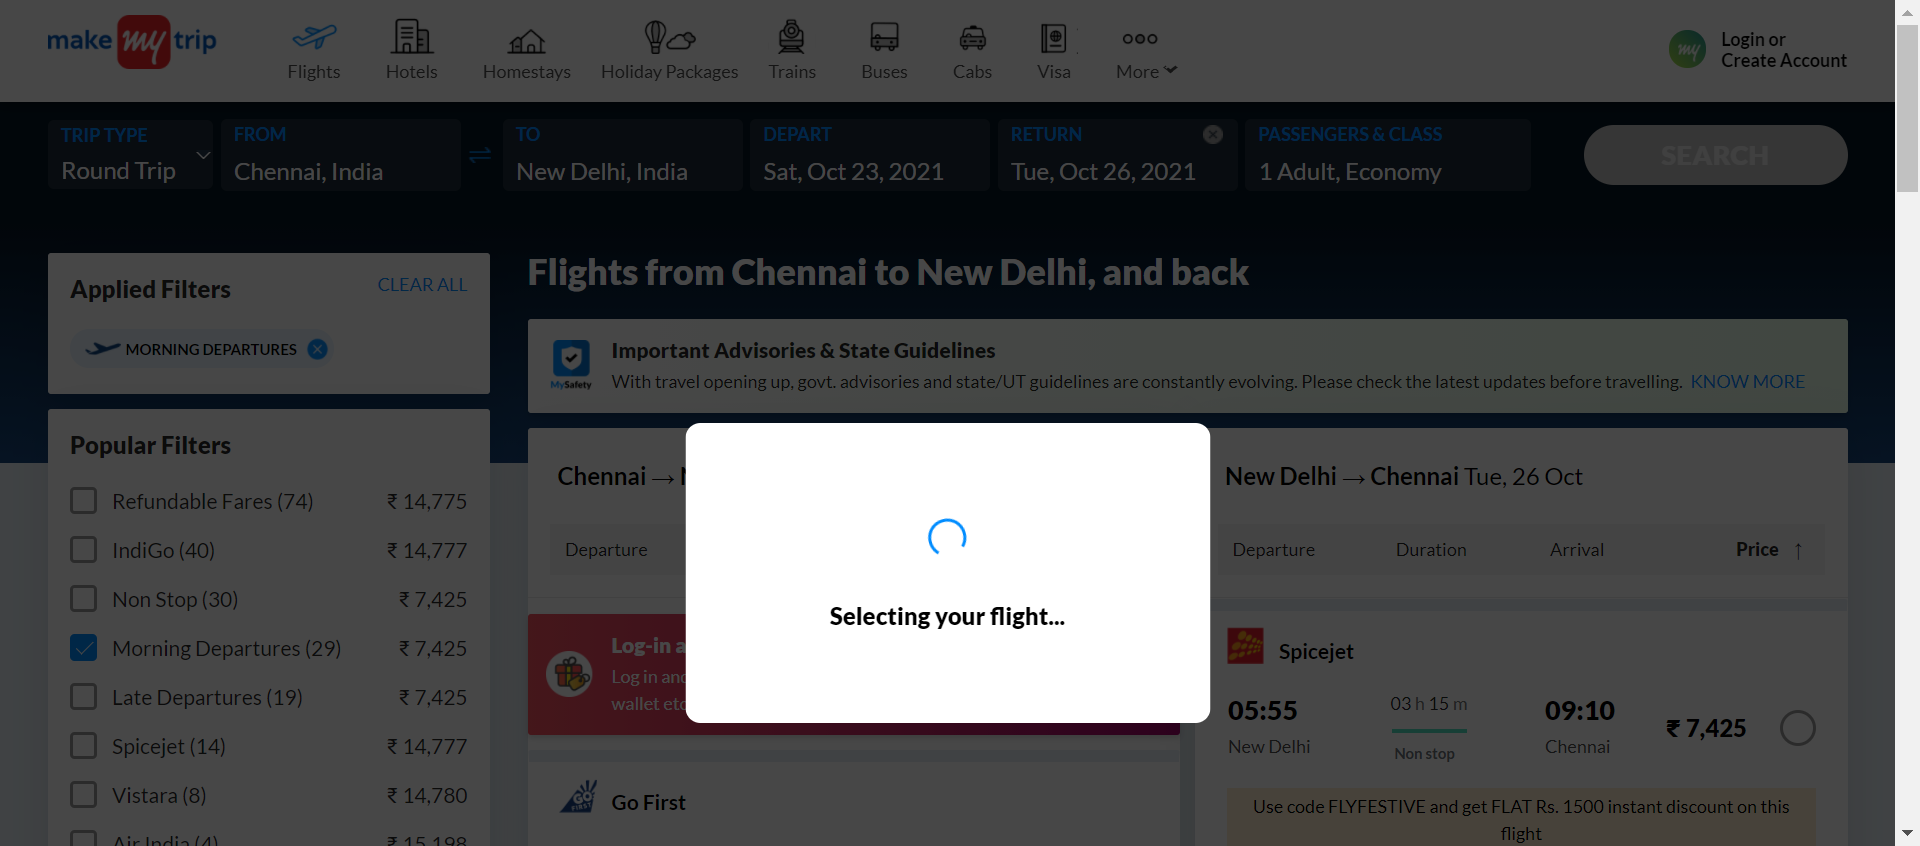 make my trip
Flights
Hotels
Homestays
Holiday Packages
Trains
Buses
Cabs
Visa
More
my
Login or
Create Account
TRIP TYPE
Round Trip
FROM
Chennai, India
TO
New Delhi, India
DEPART
Sat, Oct 23, 2021
RETURN
Tue, Oct 26, 2021
PASSENGERS & CLASS
1 Adult, Economy
SEARCH
Applied Filters
CLEAR ALL
MORNING DEPARTURES
Popular Filters
Refundable Fares (74) ₹ 14,775
IndiGo (40) ₹ 14,777
Non Stop (30) ₹ 7,425
Morning Departures (29) ₹ 7,425
Late Departures (19) ₹ 7,425
Spicejet (14) ₹ 14,777
Vistara (8) ₹ 14,780
Air India (4) ₹ 15,198
Flights from Chennai to New Delhi, and back
MySafety
Important Advisories & State Guidelines
With travel opening up, govt. advisories and state/UT guidelines are constantly evolving. Please check the latest updates before travelling. KNOW MORE
Chennai →
Departure
Log-in a
Log in and
wallet etc
GO FIRST
Go First
Selecting your flight...
New Delhi → Chennai Tue, 26 Oct
Departure Duration Arrival Price ↑
Spicejet
05:55 03 h 15 m 09:10 ₹ 7,425
New Delhi Non stop Chennai
Use code FLYFESTIVE and get FLAT Rs. 1500 instant discount on this
flight